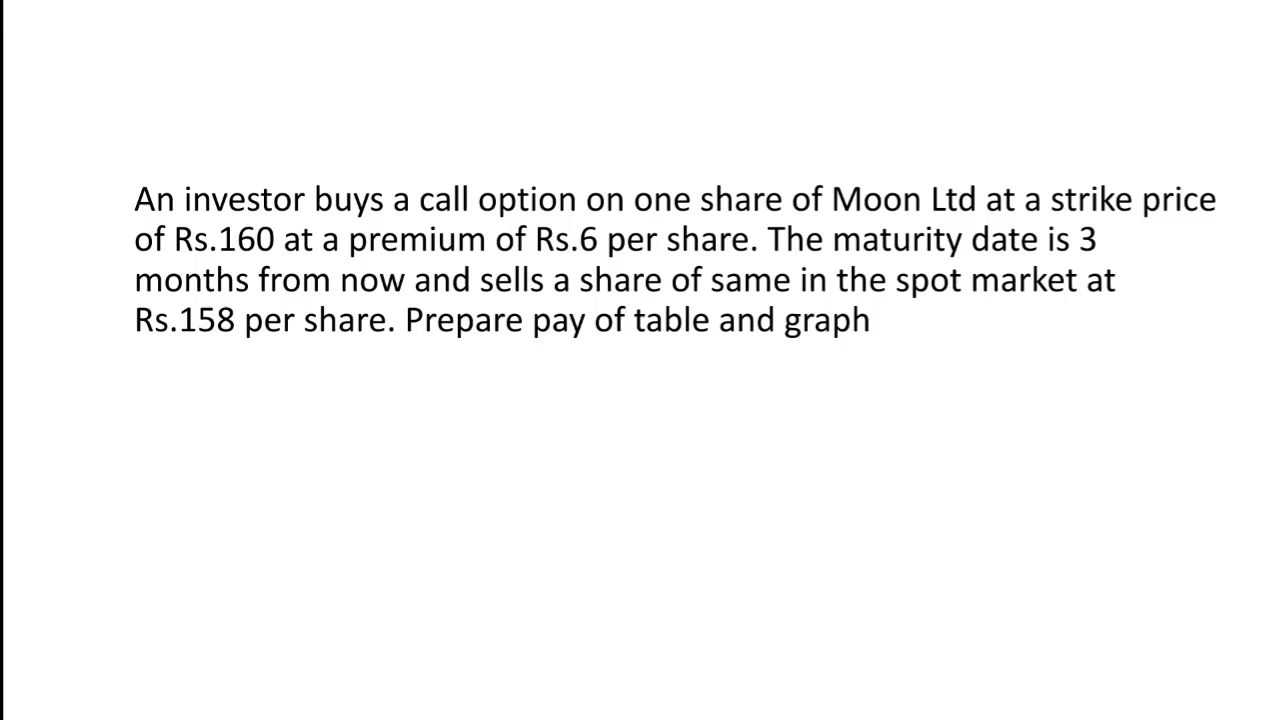 An investor buys a call option on one share of Moon Ltd at a strike price
of Rs.160 at a premium of Rs.6 per share. The maturity date is 3
months from now and sells a share of same in the spot market at
Rs.158 per share. Prepare pay of table and graph